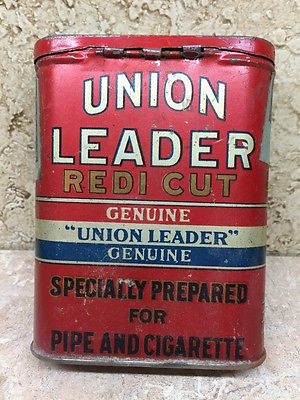 UNION
LEADER
REDI CUT
GENUINE
"UNION LEADER"
GENUINE
SPECIALLY PREPARED
FOR
PIPE AND CIGARETTE